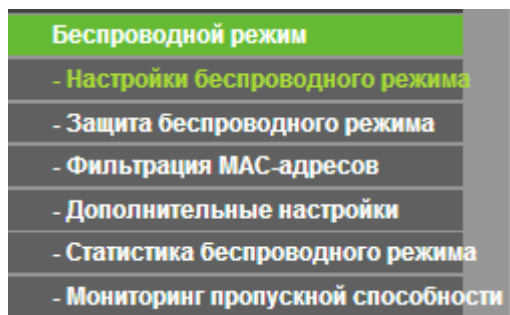 Беспроводной режим
- Настройки беспроводного режима
- Защита беспроводного режима
- Фильтрация MAC-адресов
- Дополнительные настройки
- Статистика беспроводного режима
- Мониторинг пропускной способности